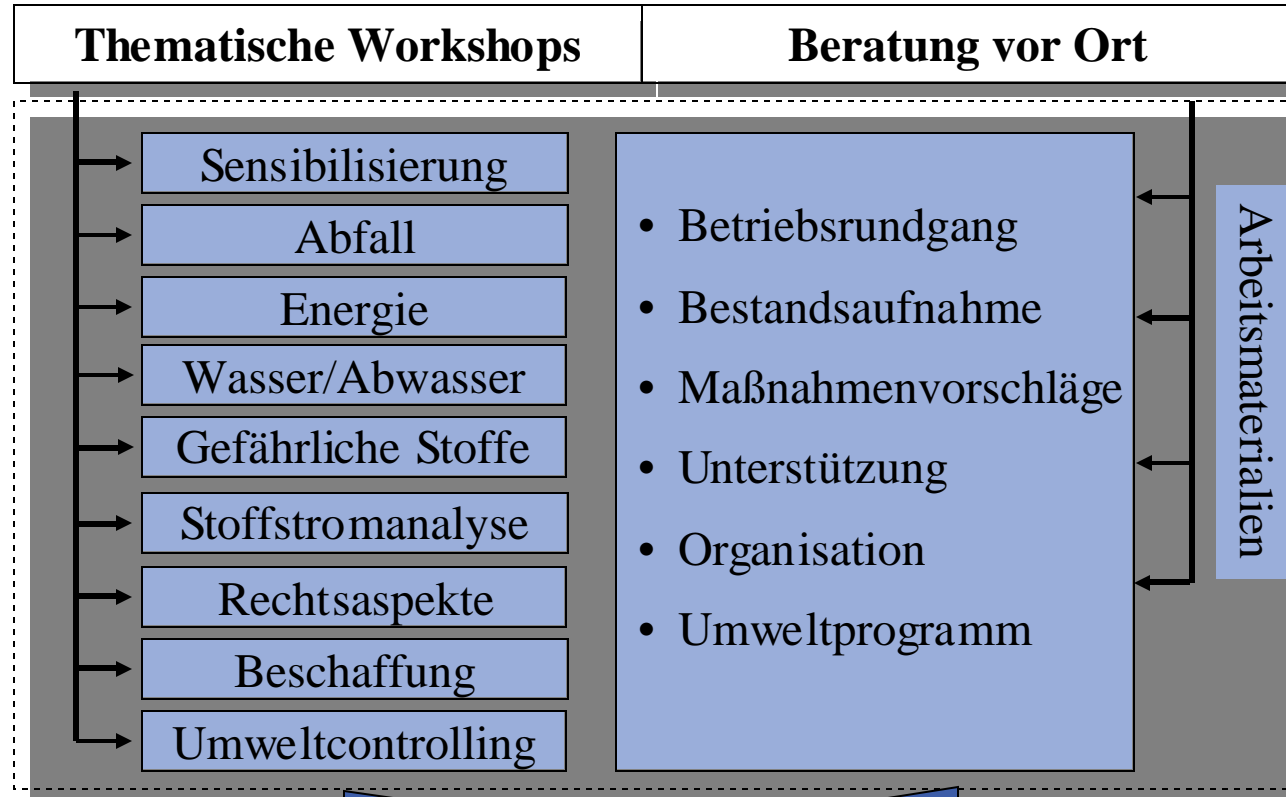 Thematische Workshops
Beratung vor Ort
Sensibilisierung
Abfall
Energie
Wasser/Abwasser
Gefährliche Stoffe
Stoffstromanalyse
Rechtsaspekte
Beschaffung
Umweltcontrolling
• Betriebsrundgang
• Bestandsaufnahme
• Maßnahmenvorschläge
• Unterstützung
• Organisation
• Umweltprogramm
Arbeitsmaterialien